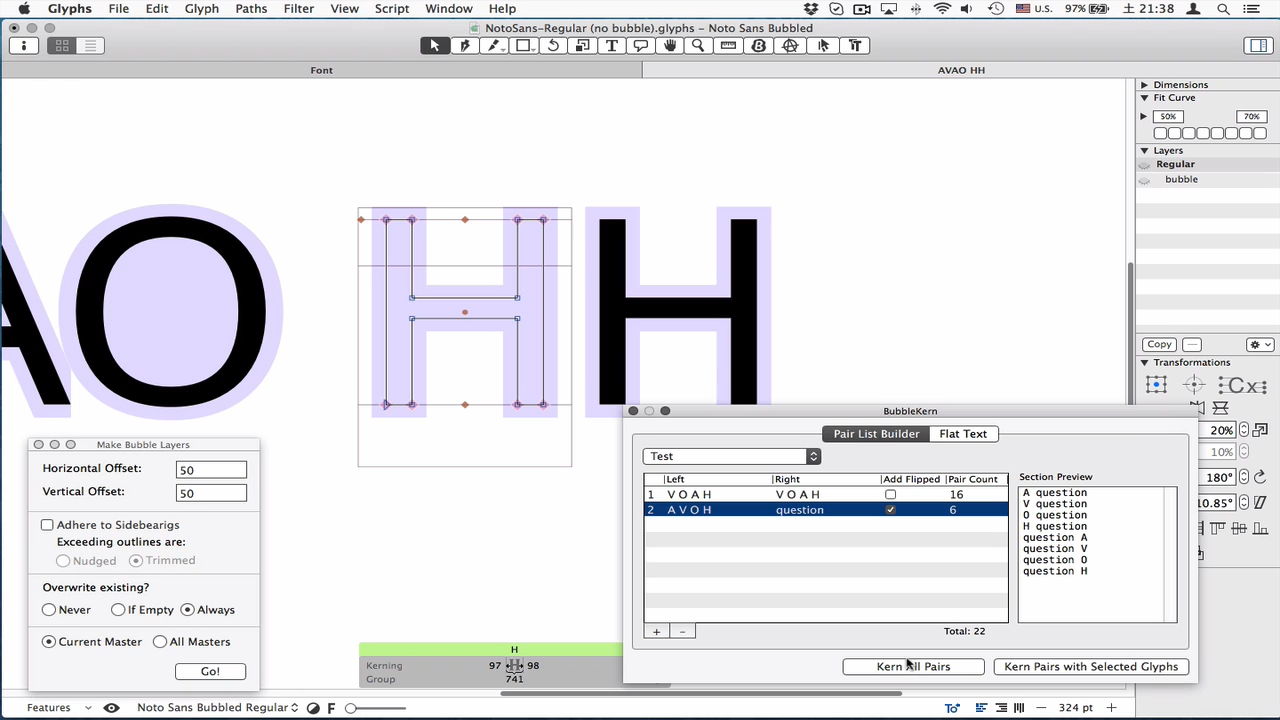 Glyphs File Edit Glyph Paths Filter View Script Window Help U.S. 97% 土 21:38
NotoSans-Regular (no bubble).glyphs – Noto Sans Bubbled
Font
AVAO HH
AO H H
Dimensions
Fit Curve
50% 70%
Layers
Regular
bubble
Copy
Transformations
20%
10%
180°
10.85°
Make Bubble Layers
Horizontal Offset: 50
Vertical Offset: 50
Adhere to Sidebearigs
Exceeding outlines are:
Nudged Trimmed
Overwrite existing?
Never If Empty Always
Current Master All Masters
Go!
BubbleKern
Pair List Builder Flat Text
Test
Left Right Add Flipped Pair Count
1 V O A H V O A H 16
2 A V O H question 6
+ −
Total: 22
Section Preview
A question
V question
O question
H question
question A
question V
question O
question H
Kern All Pairs Kern Pairs with Selected Glyphs
H
Kerning 97 H 98
Group 741
Features Noto Sans Bubbled Regular F 324 pt